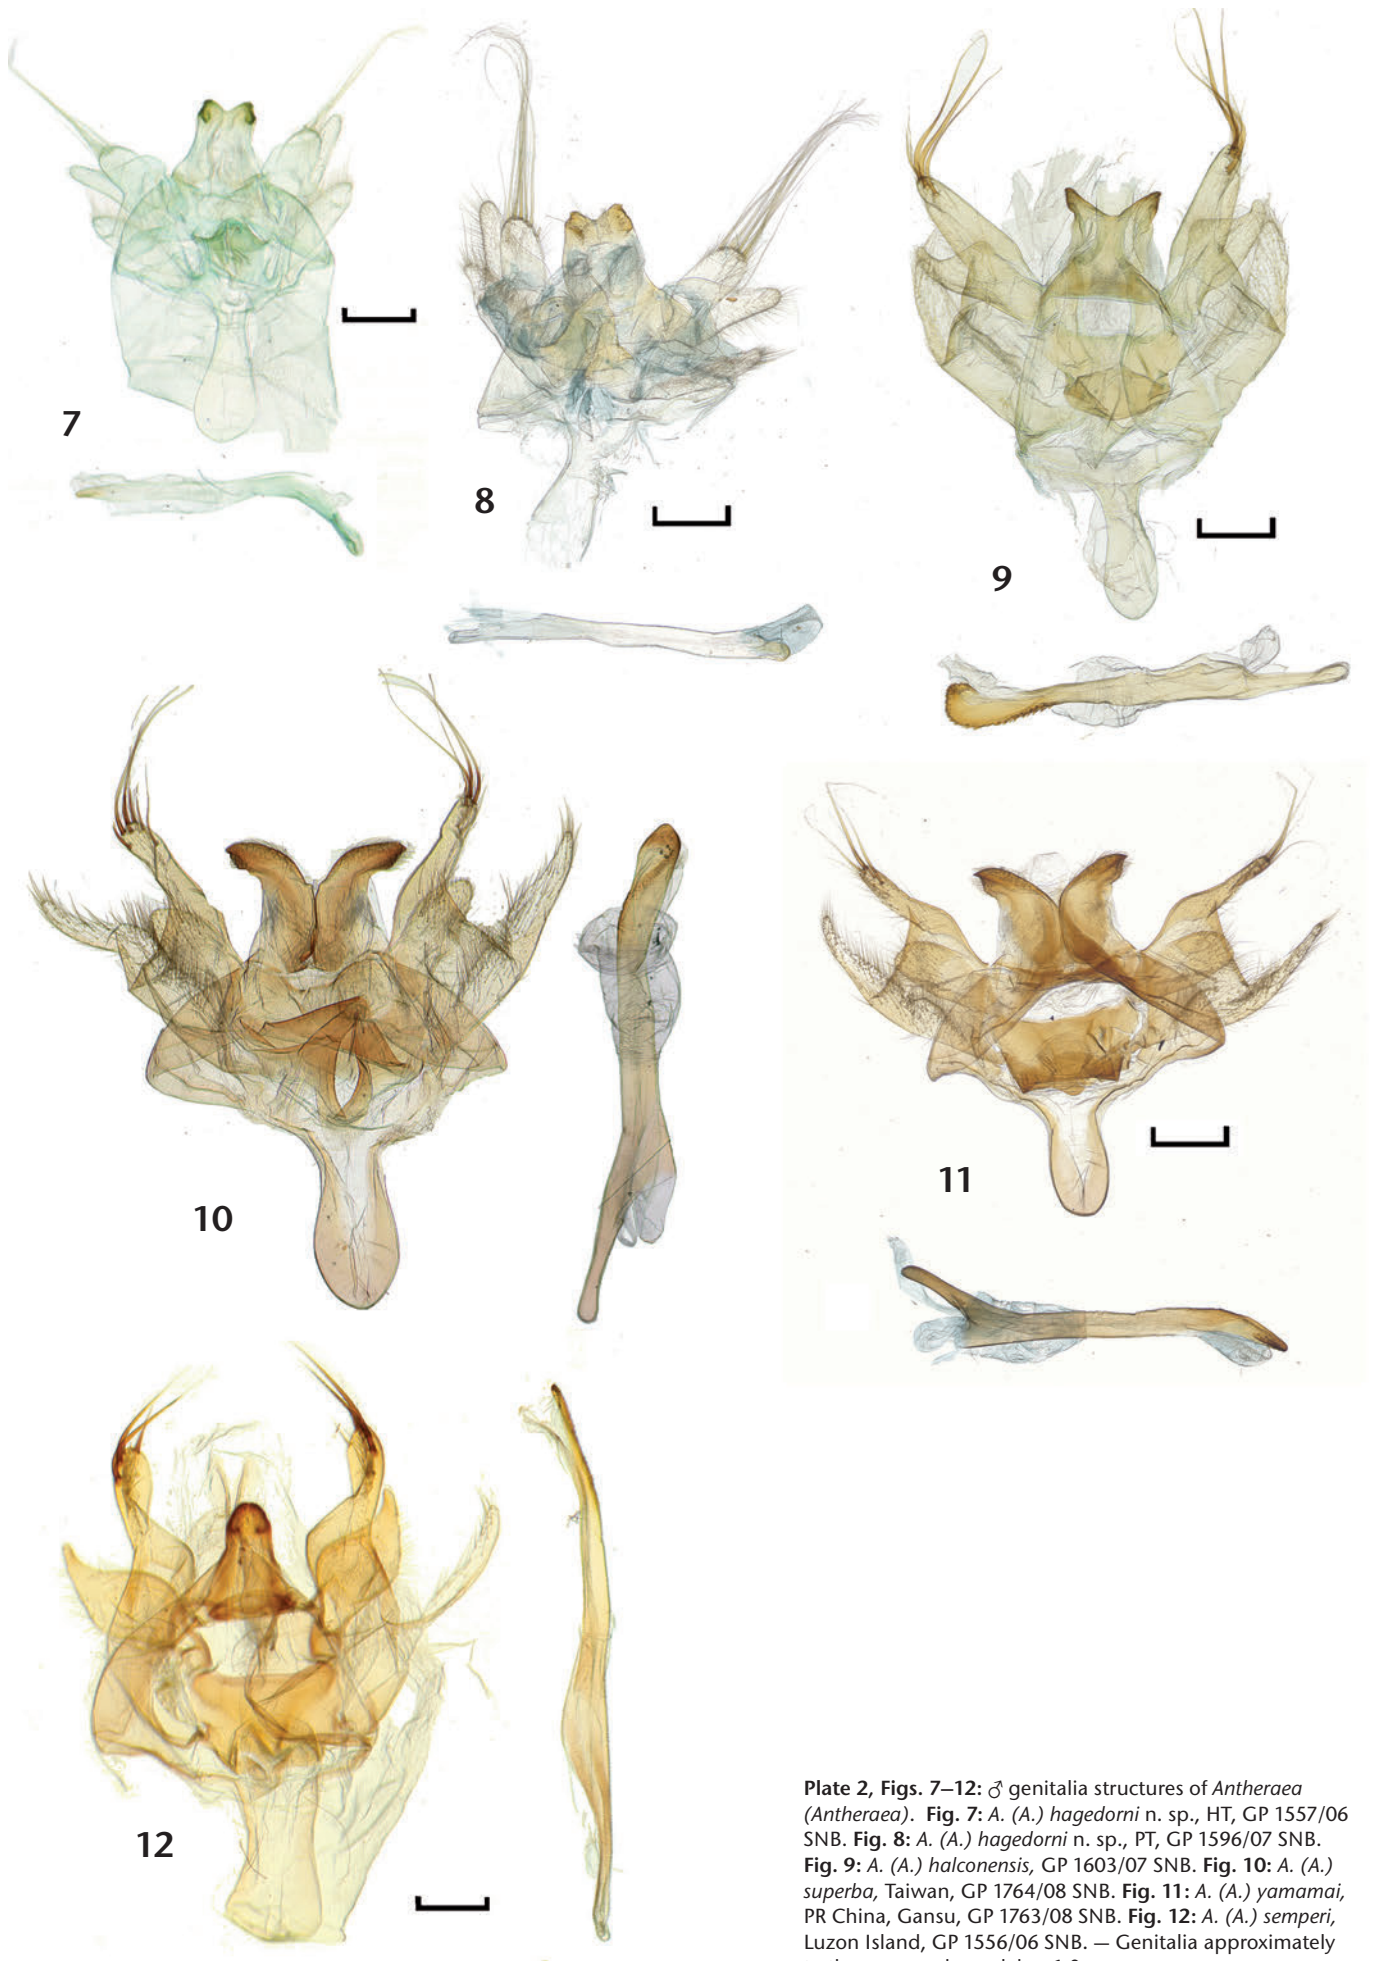 7
8
9
10
11
12
Plate 2, Figs. 7–12: ♂ genitalia structures of Antheraea
(Antheraea). Fig. 7: A. (A.) hagedorni n. sp., HT, GP 1557/06
SNB. Fig. 8: A. (A.) hagedorni n. sp., PT, GP 1596/07 SNB.
Fig. 9: A. (A.) halconensis, GP 1603/07 SNB. Fig. 10: A. (A.)
superba, Taiwan, GP 1764/08 SNB. Fig. 11: A. (A.) yamamai,
PR China, Gansu, GP 1763/08 SNB. Fig. 12: A. (A.) semperi,
Luzon Island, GP 1556/06 SNB. — Genitalia approximately